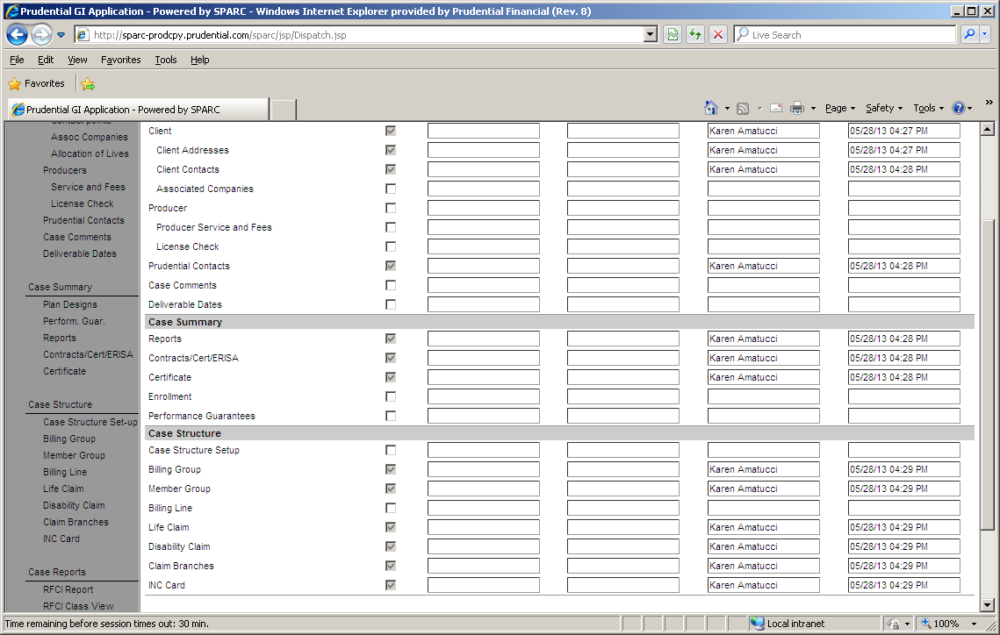 Prudential GI Application - Powered by SPARC - Windows Internet Explorer provided by Prudential Financial (Rev. 8)
http://sparc-prodcpy.prudential.com/sparc/jsp/Dispatch.jsp
Live Search
File Edit View Favorites Tools Help
Favorites
Prudential GI Application - Powered by SPARC
Page Safety Tools
Assoc Companies
Allocation of Lives
Producers
Service and Fees
License Check
Prudential Contacts
Case Comments
Deliverable Dates
Case Summary
Plan Designs
Perform. Guar.
Reports
Contracts/Cert/ERISA
Certificate
Case Structure
Case Structure Set-up
Billing Group
Member Group
Billing Line
Life Claim
Disability Claim
Claim Branches
INC Card
Case Reports
RFCI Report
RFCI Class View
Client Karen Amatucci 05/28/13 04:27 PM
Client Addresses Karen Amatucci 05/28/13 04:27 PM
Client Contacts Karen Amatucci 05/28/13 04:28 PM
Associated Companies
Producer
Producer Service and Fees
License Check
Prudential Contacts Karen Amatucci 05/28/13 04:28 PM
Case Comments
Deliverable Dates
Case Summary
Reports Karen Amatucci 05/28/13 04:28 PM
Contracts/Cert/ERISA Karen Amatucci 05/28/13 04:28 PM
Certificate Karen Amatucci 05/28/13 04:28 PM
Enrollment
Performance Guarantees
Case Structure
Case Structure Setup
Billing Group Karen Amatucci 05/28/13 04:29 PM
Member Group Karen Amatucci 05/28/13 04:29 PM
Billing Line
Life Claim Karen Amatucci 05/28/13 04:29 PM
Disability Claim Karen Amatucci 05/28/13 04:29 PM
Claim Branches Karen Amatucci 05/28/13 04:29 PM
INC Card Karen Amatucci 05/28/13 04:29 PM
Time remaining before session times out: 30 min. Local intranet 100%